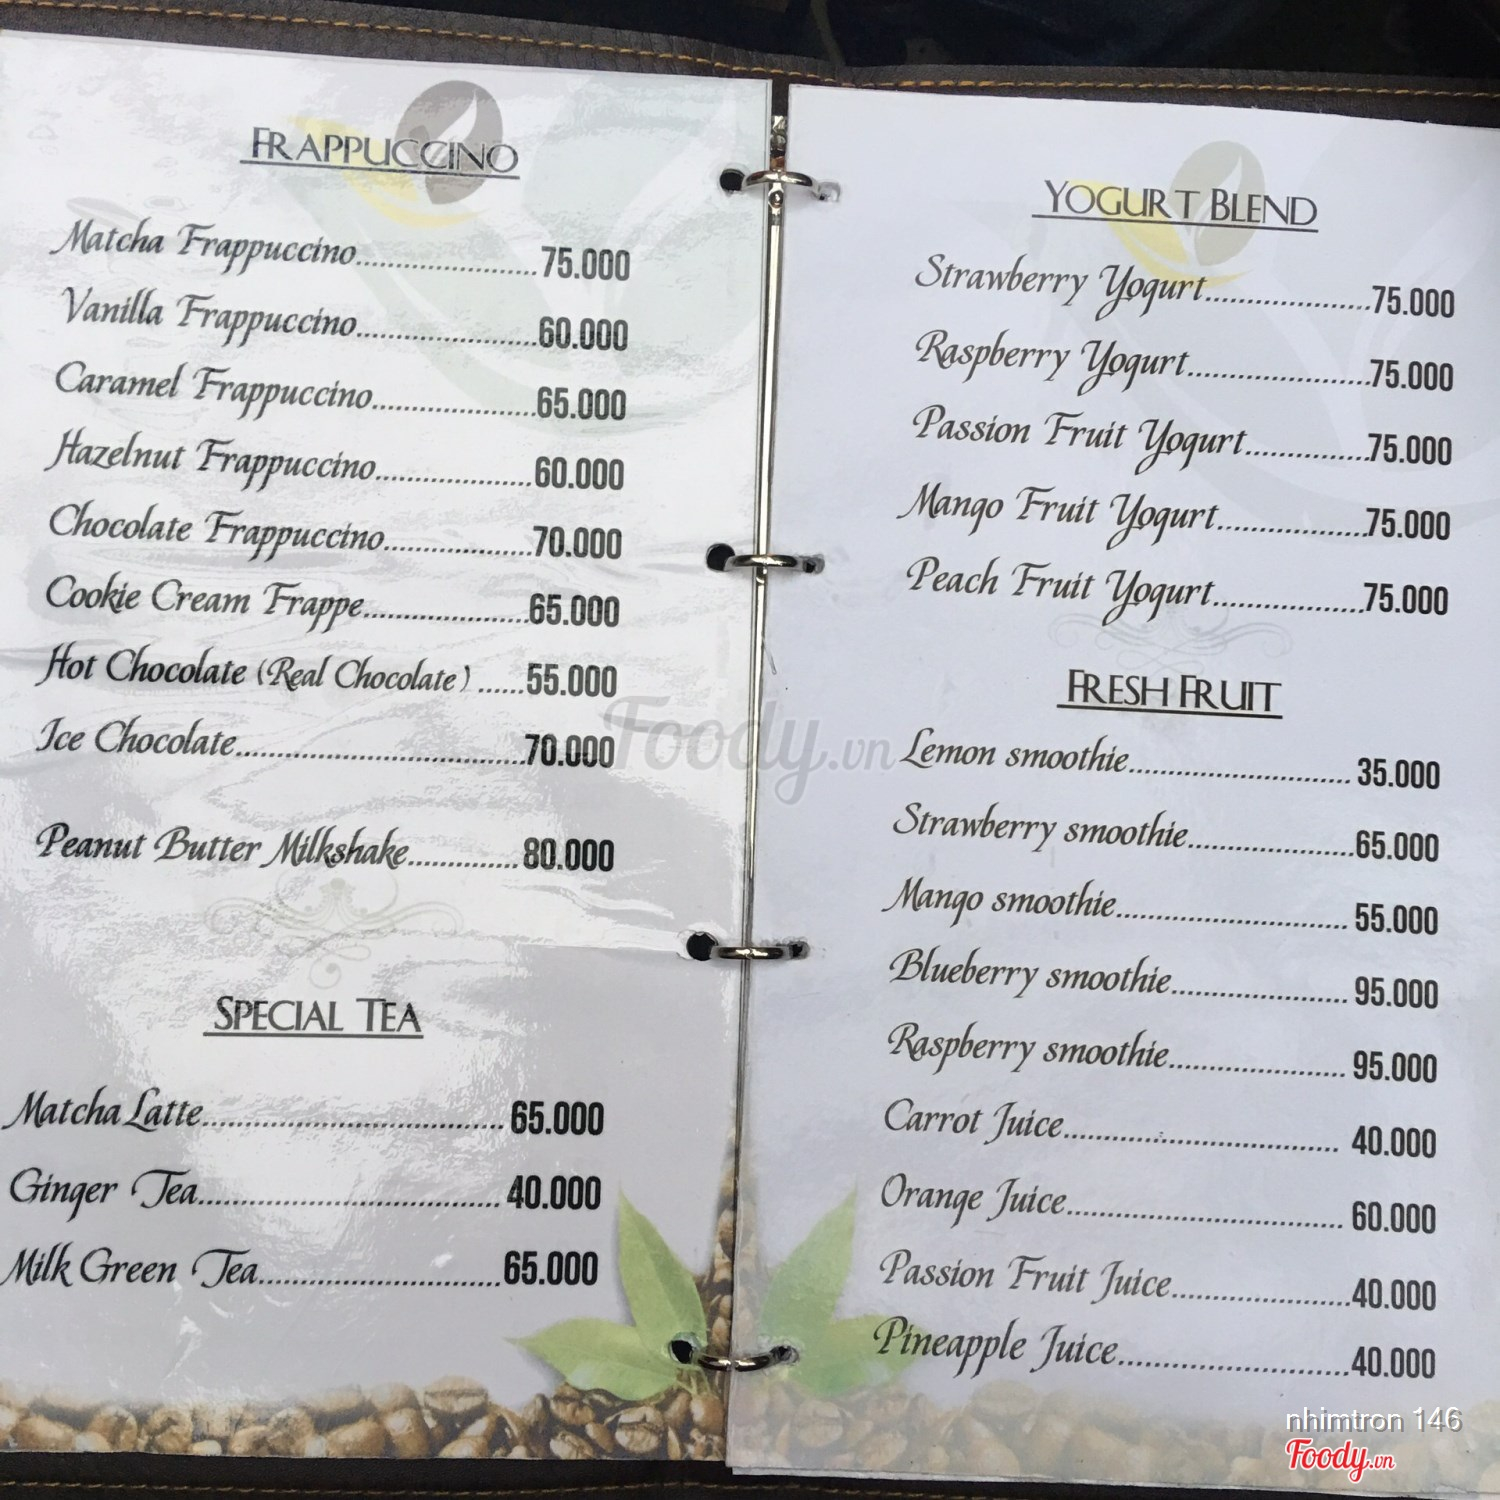 FRAPPUCCINO
Matcha Frappuccino....................75.000
Vanilla Frappuccino....................60.000
Caramel Frappuccino..................65.000
Hazelnut Frappuccino.................60.000
Chocolate Frappuccino................70.000
Cookie Cream Frappe..................65.000
Hot Chocolate (Real Chocolate) ......55.000
Ice Chocolate................................70.000
Peanut Butter Milkshake............80.000
SPECIAL TEA
Matcha Latte.................................. 65.000
Ginger Tea.................................. 40.000
Milk Green Tea...........................65.000
YOGURT BLEND
Strawberry Yogurt...................75.000
Raspberry Yogurt.....................75.000
Passion Fruit Yogurt..............75.000
Mango Fruit Yogurt.................75.000
Peach Fruit Yogurt..................75.000
FRESH FRUIT
Lemon smoothie......................... 35.000
Strawberry smoothie...................65.000
Mango smoothie.......................... 55.000
Blueberry smoothie.................... 95.000
Raspberry smoothie.................... 95.000
Carrot Juice............................... 40.000
Orange Juice............................... 60.000
Passion Fruit Juice....................40.000
Pineapple Juice..........................40.000
Foody.vn
nhimtron 146
Foody.vn